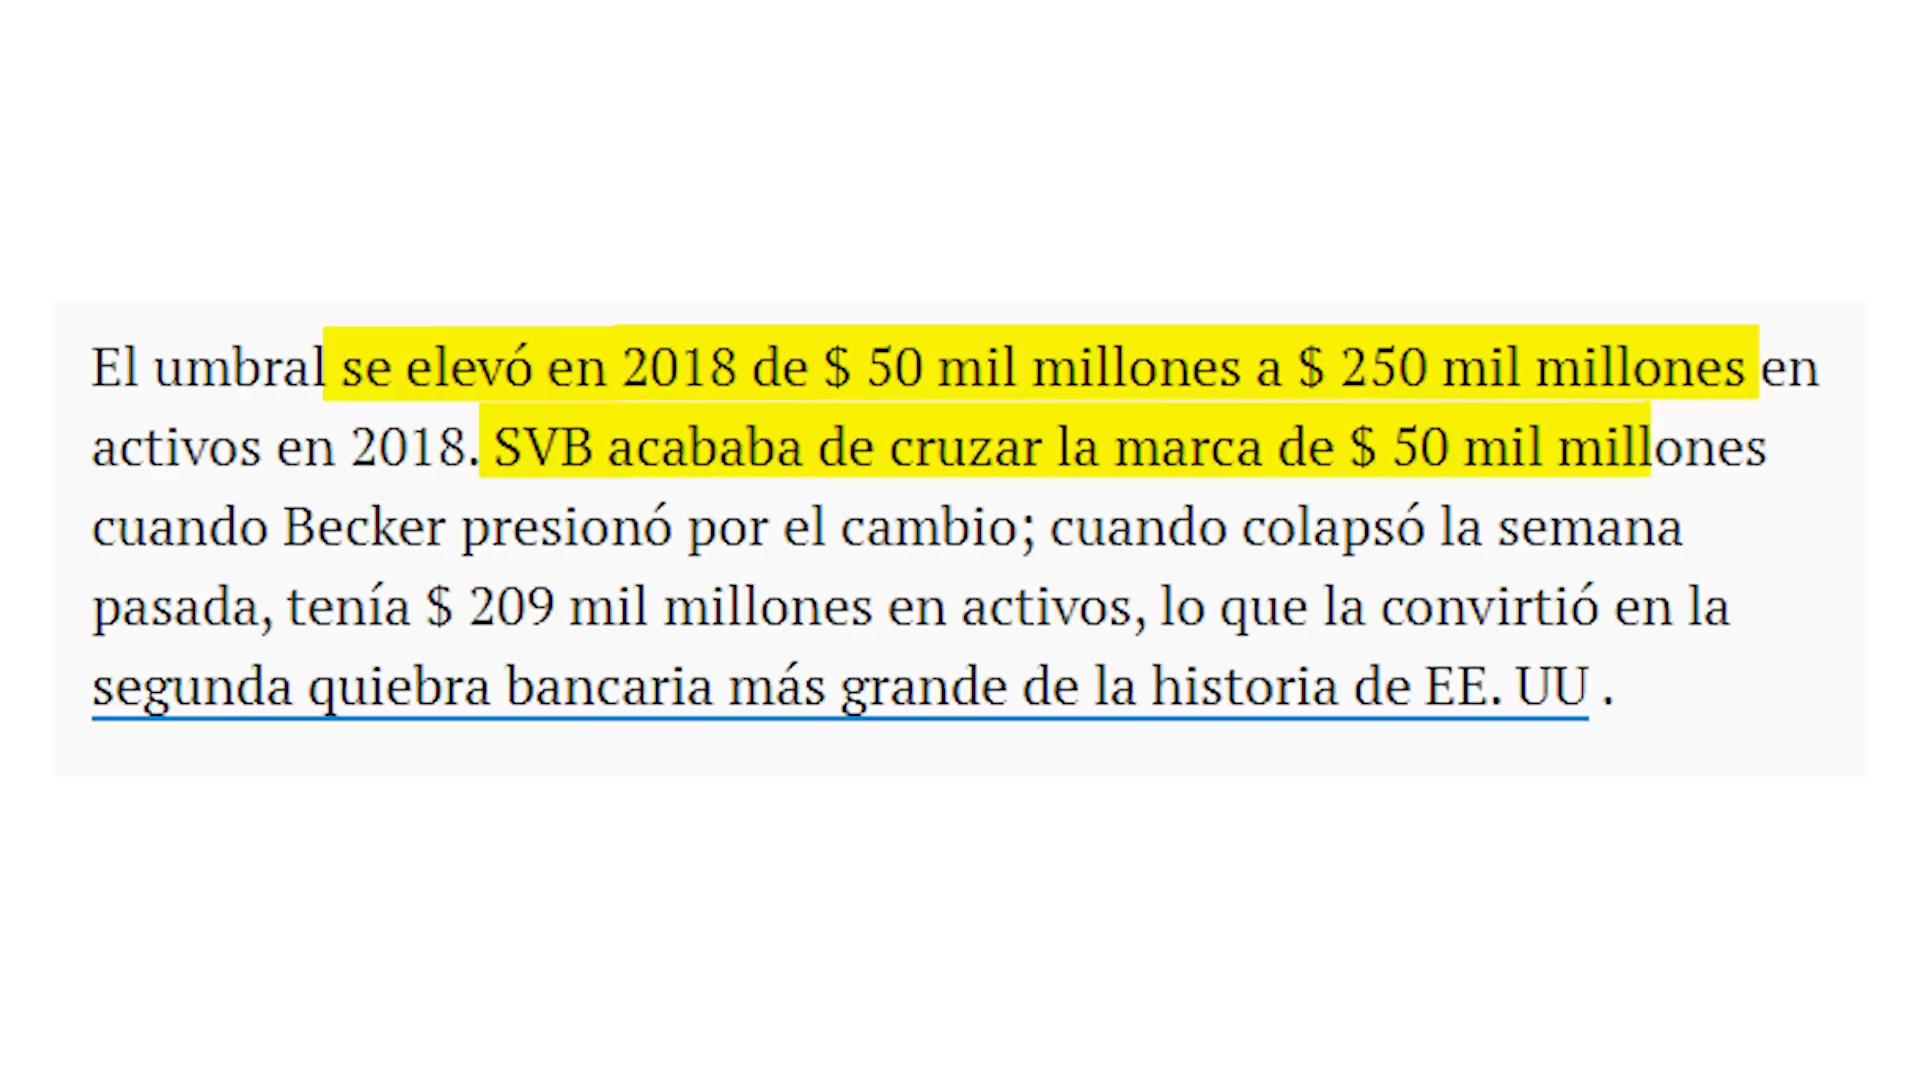 El umbral se elevó en 2018 de $ 50 mil millones a $ 250 mil millones en
activos en 2018. SVB acababa de cruzar la marca de $ 50 mil millones
cuando Becker presionó por el cambio; cuando colapsó la semana
pasada, tenía $ 209 mil millones en activos, lo que la convirtió en la
segunda quiebra bancaria más grande de la historia de EE. UU .